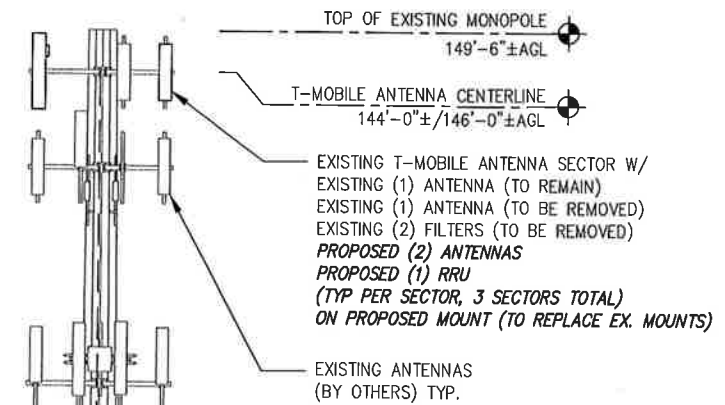 TOP OF EXISTING MONOPOLE
149'-6"±AGL
T-MOBILE ANTENNA CENTERLINE
144'-0"±/146'-0"±AGL
EXISTING T-MOBILE ANTENNA SECTOR W/
EXISTING (1) ANTENNA (TO REMAIN)
EXISTING (1) ANTENNA (TO BE REMOVED)
EXISTING (2) FILTERS (TO BE REMOVED)
PROPOSED (2) ANTENNAS
PROPOSED (1) RRU
(TYP PER SECTOR, 3 SECTORS TOTAL)
ON PROPOSED MOUNT (TO REPLACE EX. MOUNTS)
EXISTING ANTENNAS
(BY OTHERS) TYP.